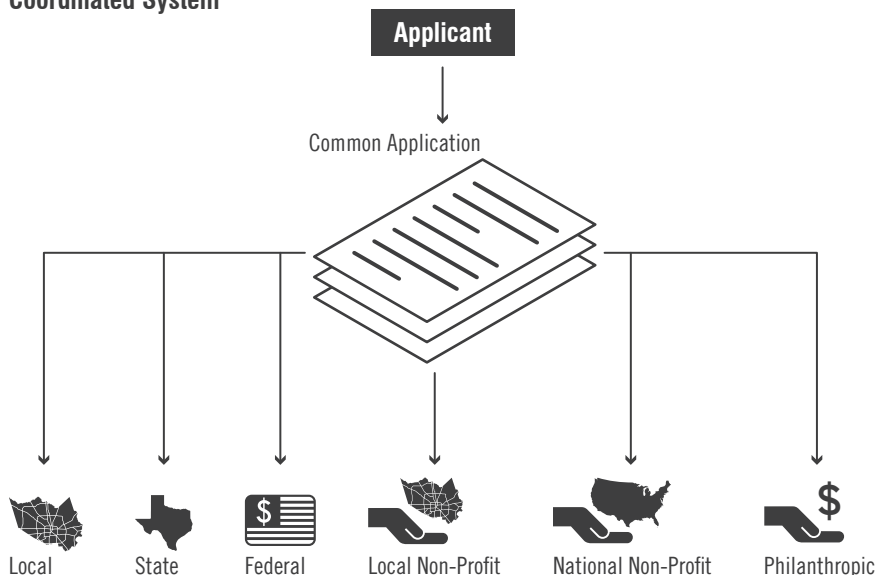 Coordinated System
Applicant
Common Application
$
$
Local
State
Federal
Local Non-Profit
National Non-Profit
Philanthropic